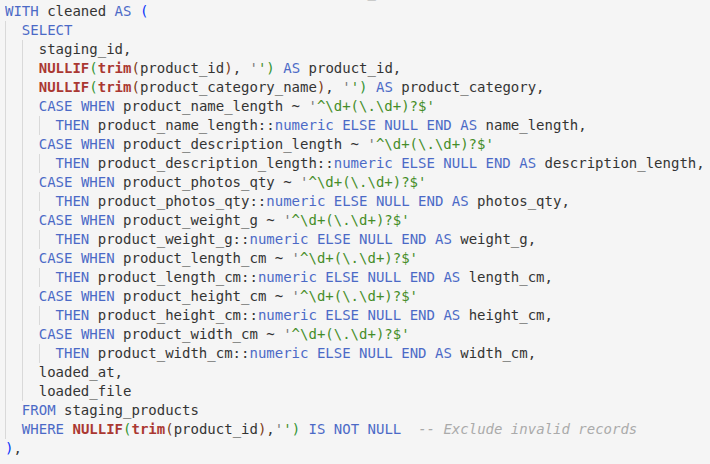 WITH cleaned AS (
  SELECT
    staging_id,
    NULLIF(trim(product_id), '') AS product_id,
    NULLIF(trim(product_category_name), '') AS product_category,
    CASE WHEN product_name_length ~ '^\d+(\.\d+)?$'
      THEN product_name_length::numeric ELSE NULL END AS name_length,
    CASE WHEN product_description_length ~ '^\d+(\.\d+)?$'
      THEN product_description_length::numeric ELSE NULL END AS description_length,
    CASE WHEN product_photos_qty ~ '^\d+(\.\d+)?$'
      THEN product_photos_qty::numeric ELSE NULL END AS photos_qty,
    CASE WHEN product_weight_g ~ '^\d+(\.\d+)?$'
      THEN product_weight_g::numeric ELSE NULL END AS weight_g,
    CASE WHEN product_length_cm ~ '^\d+(\.\d+)?$'
      THEN product_length_cm::numeric ELSE NULL END AS length_cm,
    CASE WHEN product_height_cm ~ '^\d+(\.\d+)?$'
      THEN product_height_cm::numeric ELSE NULL END AS height_cm,
    CASE WHEN product_width_cm ~ '^\d+(\.\d+)?$'
      THEN product_width_cm::numeric ELSE NULL END AS width_cm,
    loaded_at,
    loaded_file
  FROM staging_products
  WHERE NULLIF(trim(product_id),'') IS NOT NULL  -- Exclude invalid records
),